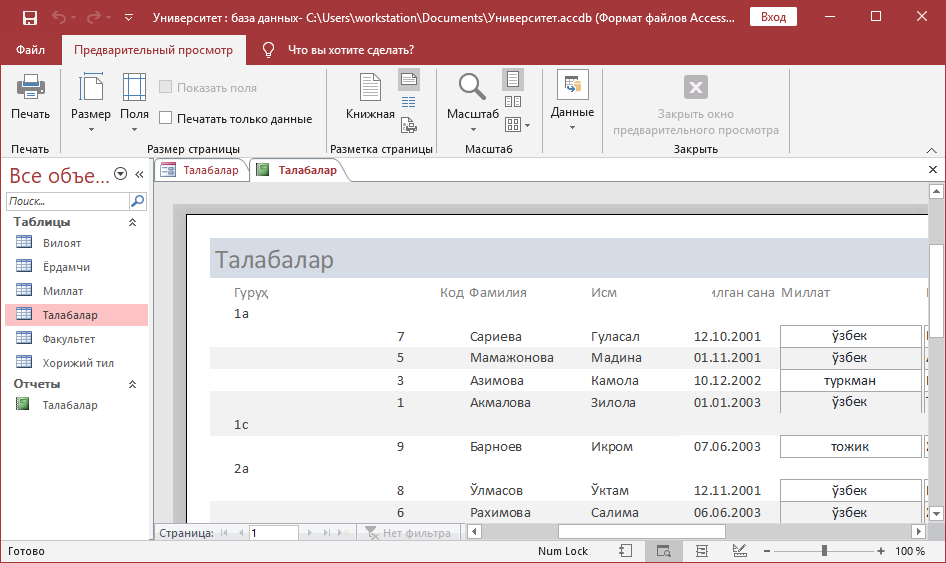 Университет : база данных- C:\Users\workstation\Documents\Университет.accdb (Формат файлов Access... Вход
Файл Предварительный просмотр Что вы хотите сделать?
Печать Размер Поля Показать поля Печатать только данные Книжная Масштаб Данные Закрыть окно предварительного просмотра
Печать Размер страницы Разметка страницы Масштаб Закрыть
Все объе... «
Поиск...
Таблицы
Вилоят
Ёрдамчи
Миллат
Талабалар
Факультет
Хорижий тил
Отчеты
Талабалар
Талабалар Талабалар
Талабалар
Гуруҳ Код Фамилия Исм илган сана Миллат
1а
7 Сариева Гуласал 12.10.2001 ўзбек
5 Мамажонова Мадина 01.11.2001 ўзбек
3 Азимова Камола 10.12.2002 туркман
1 Акмалова Зилола 01.01.2003 ўзбек
1с
9 Барноев Икром 07.06.2003 тожик
2а
8 Ўлмасов Ўктам 12.11.2001 ўзбек
6 Рахимова Салима 06.06.2003 ўзбек
Страница: 1 Нет фильтра
Готово Num Lock 100 %